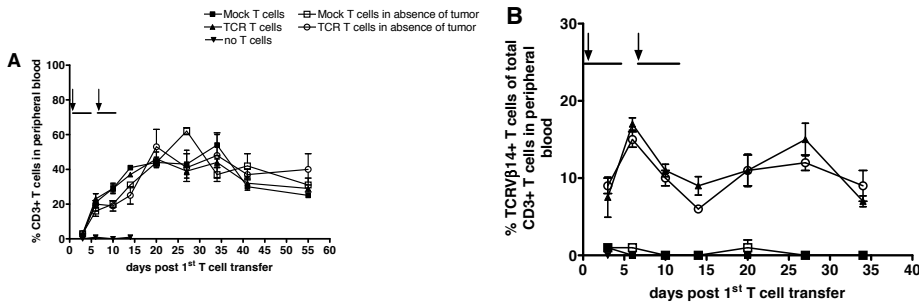 Mock T cells
Mock T cells in absence of tumor
TCR T cells
TCR T cells in absence of tumor
no T cells
A
% CD3+ T cells in peripheral blood
100
80
60
40
20
0
0 5 10 15 20 25 30 35 40 45 50 55 60
days post 1st T cell transfer
B
% TCRVβ14+ T cells of total
CD3+ T cells in peripheral
blood
30
20
10
0
0 5 10 15 20 25 30 35 40
days post 1st T cell transfer